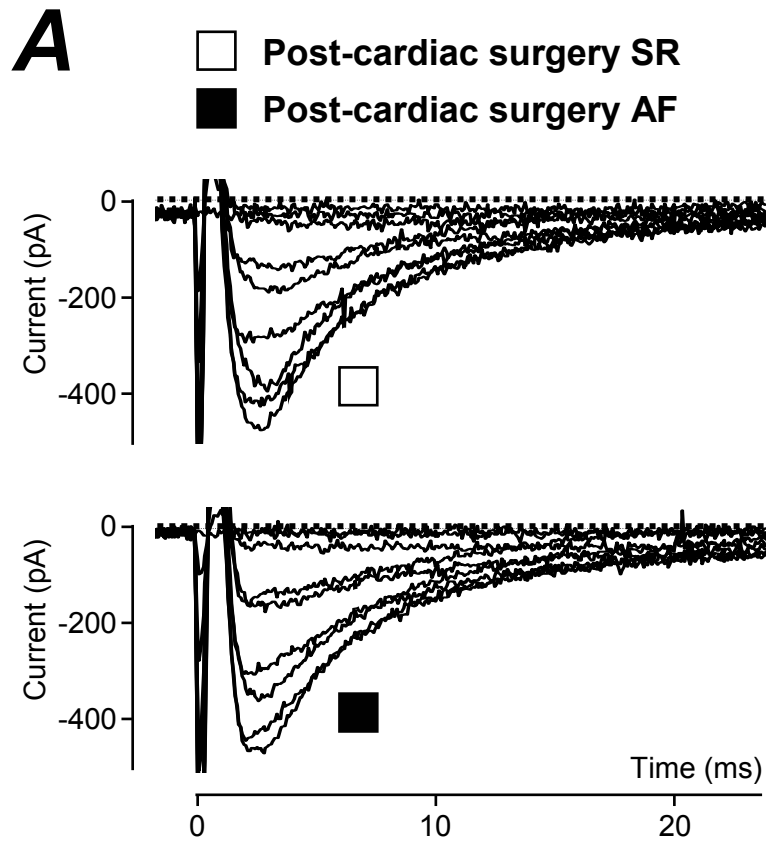 A
Post-cardiac surgery SR
Post-cardiac surgery AF
Current (pA)
0
-200
-400
Current (pA)
0
-200
-400
Time (ms)
0 10 20